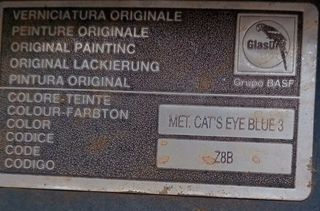 VERNICIATURA ORIGINALE
PEINTURE ORIGINALE
ORIGINAL PAINTINC
ORIGINAL LACKIERUNG
PINTURA ORIGINAL
GlasUrit
Grupo BASF
COLORE-TEINTE
COLOUR-FARBTON
COLOR
MET. CAT'S EYE BLUE 3
CODICE
CODE
Z8B
CODIGO